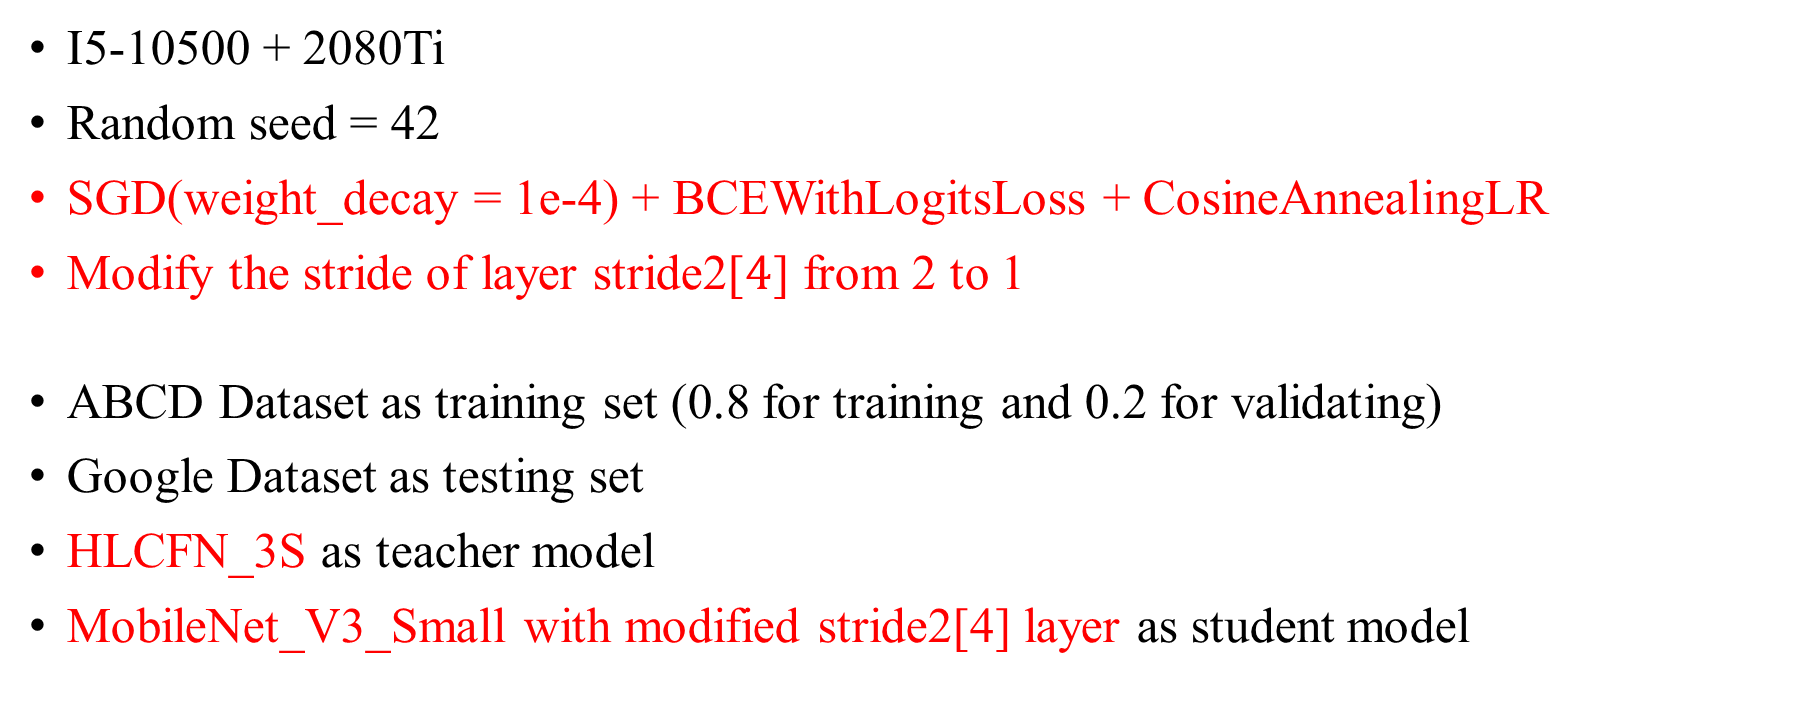 • I5-10500 + 2080Ti
• Random seed = 42
• SGD(weight_decay = 1e-4) + BCEWithLogitsLoss + CosineAnnealingLR
• Modify the stride of layer stride2[4] from 2 to 1
• ABCD Dataset as training set (0.8 for training and 0.2 for validating)
• Google Dataset as testing set
• HLCFN_3S as teacher model
• MobileNet_V3_Small with modified stride2[4] layer as student model